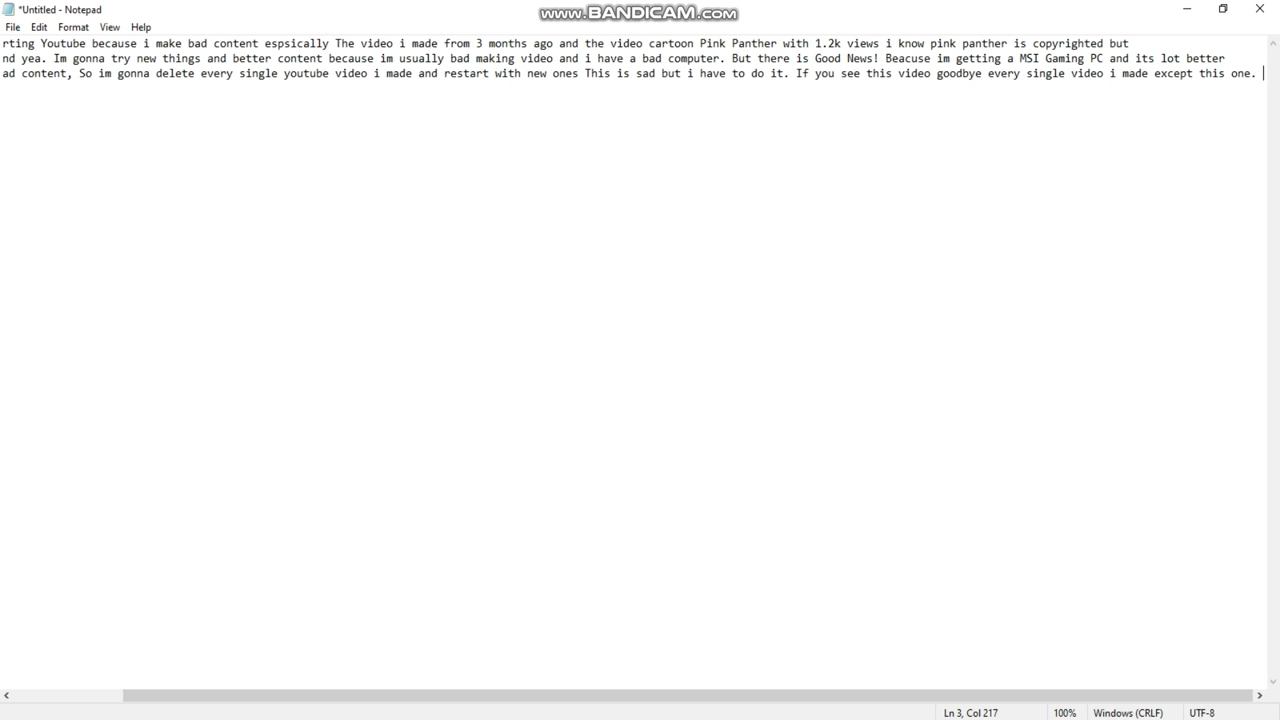 *Untitled - Notepad
www.BANDICAM.com
File Edit Format View Help
rting Youtube because i make bad content espsically The video i made from 3 months ago and the video cartoon Pink Panther with 1.2k views i know pink panther is copyrighted but
nd yea. Im gonna try new things and better content because im usually bad making video and i have a bad computer. But there is Good News! Beacuse im getting a MSI Gaming PC and its lot better
ad content, So im gonna delete every single youtube video i made and restart with new ones This is sad but i have to do it. If you see this video goodbye every single video i made except this one.
Ln 3, Col 217 100% Windows (CRLF) UTF-8